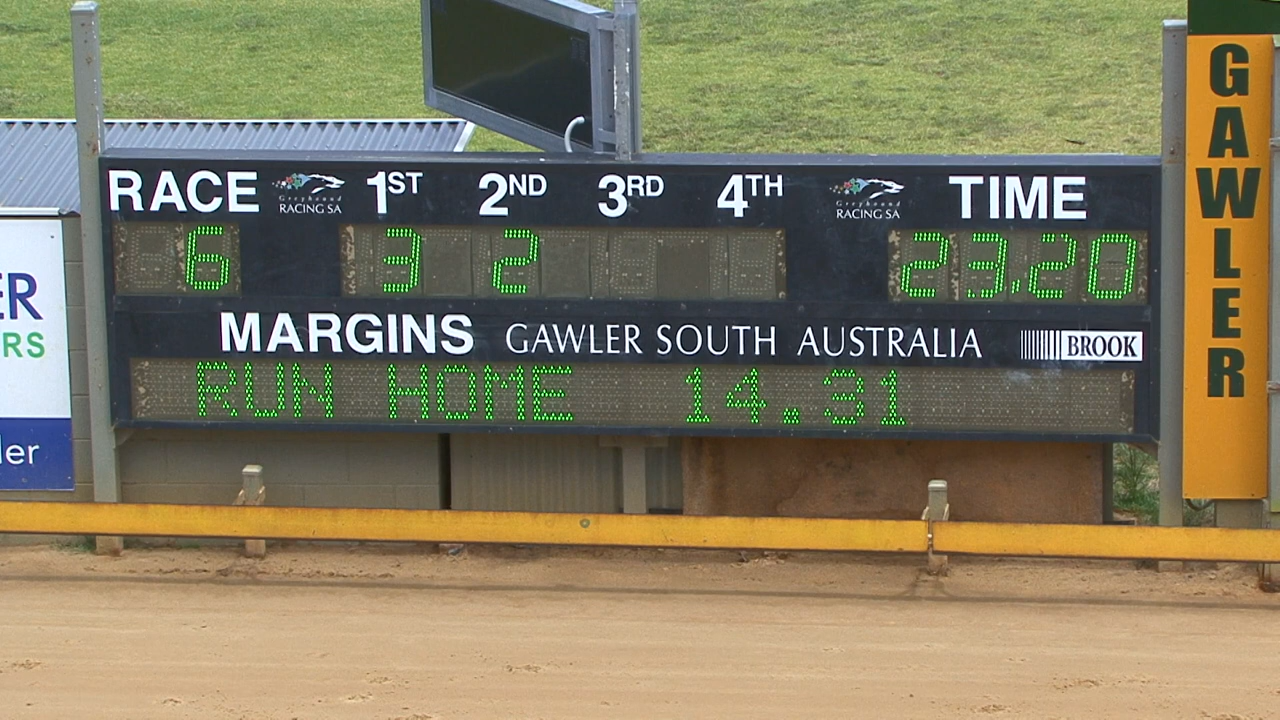 RACE Greyhound RACING SA 1ST 2ND 3RD 4TH Greyhound RACING SA TIME
6 3 2 23.20
MARGINS GAWLER SOUTH AUSTRALIA BROOK
RUN HOME 14.31
GAWLER
ER
RS
ler